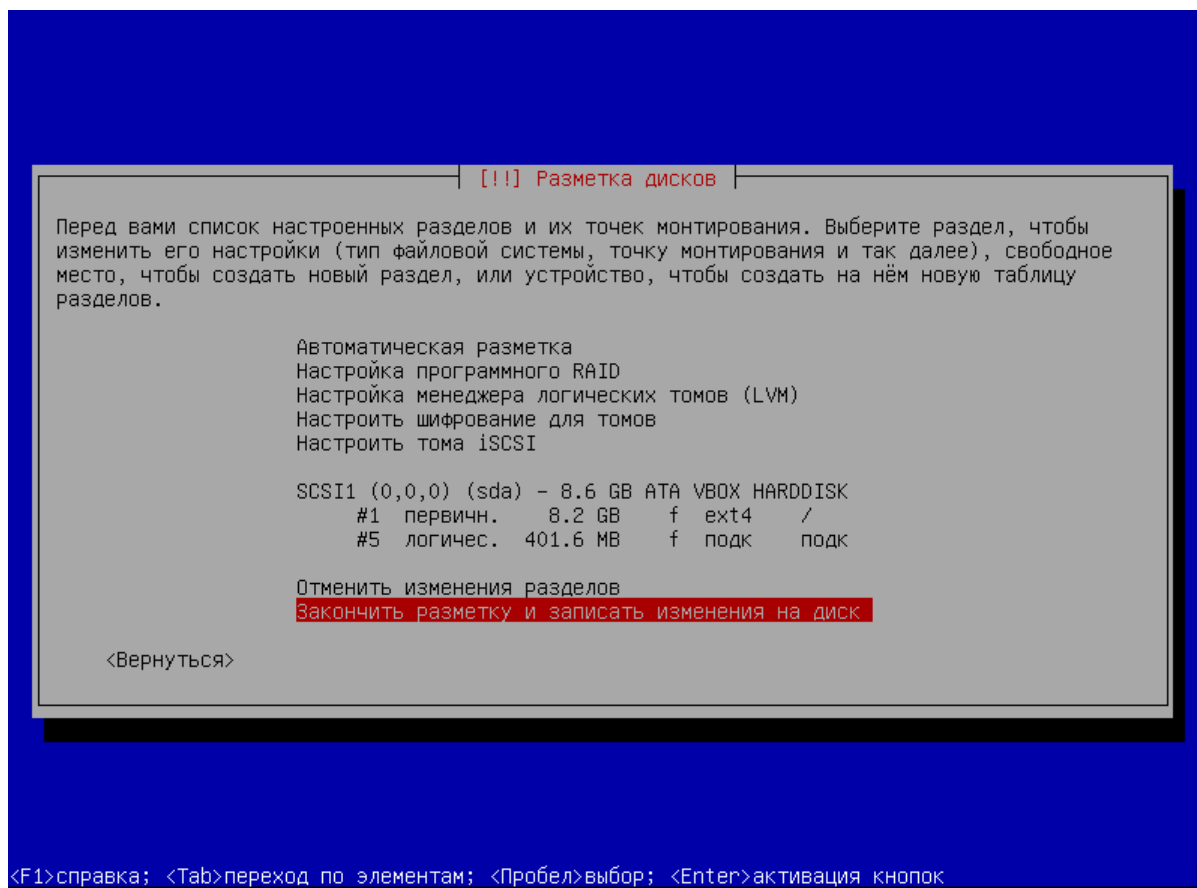 [!!] Разметка дисков
Перед вами список настроенных разделов и их точек монтирования. Выберите раздел, чтобы
изменить его настройки (тип файловой системы, точку монтирования и так далее), свободное
место, чтобы создать новый раздел, или устройство, чтобы создать на нём новую таблицу
разделов.
Автоматическая разметка
Настройка программного RAID
Настройка менеджера логических томов (LVM)
Настроить шифрование для томов
Настроить тома iSCSI
SCSI1 (0,0,0) (sda) - 8.6 GB ATA VBOX HARDDISK
#1 первичн. 8.2 GB f ext4 /
#5 логичес. 401.6 MB f подк подк
Отменить изменения разделов
Закончить разметку и записать изменения на диск
<Вернуться>
<F1>справка; <Tab>переход по элементам; <Пробел>выбор; <Enter>активация кнопок